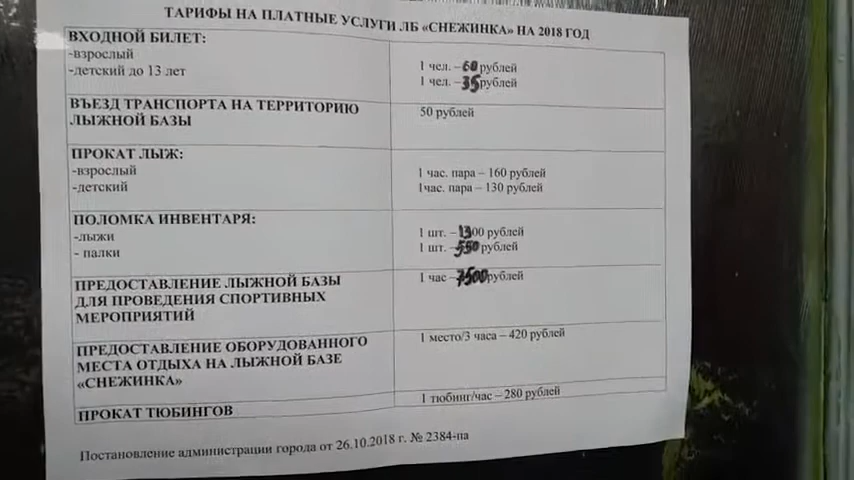 ТАРИФЫ НА ПЛАТНЫЕ УСЛУГИ ЛБ «СНЕЖИНКА» НА 2018 ГОД
ВХОДНОЙ БИЛЕТ:
-взрослый 1 чел. –60 рублей
-детский до 13 лет 1 чел. –35 рублей
ВЪЕЗД ТРАНСПОРТА НА ТЕРРИТОРИЮ 50 рублей
ЛЫЖНОЙ БАЗЫ
ПРОКАТ ЛЫЖ:
-взрослый 1 час. пара – 160 рублей
-детский 1час. пара – 130 рублей
ПОЛОМКА ИНВЕНТАРЯ:
-лыжи 1 шт. –1300 рублей
- палки 1 шт. –550 рублей
ПРЕДОСТАВЛЕНИЕ ЛЫЖНОЙ БАЗЫ 1 час –7500 рублей
ДЛЯ ПРОВЕДЕНИЯ СПОРТИВНЫХ
МЕРОПРИЯТИЙ
ПРЕДОСТАВЛЕНИЕ ОБОРУДОВАННОГО 1 место/3 часа – 420 рублей
МЕСТА ОТДЫХА НА ЛЫЖНОЙ БАЗЕ
«СНЕЖИНКА»
ПРОКАТ ТЮБИНГОВ 1 тюбинг/час – 280 рублей
Постановление администрации города от 26.10.2018 г. № 2384-па